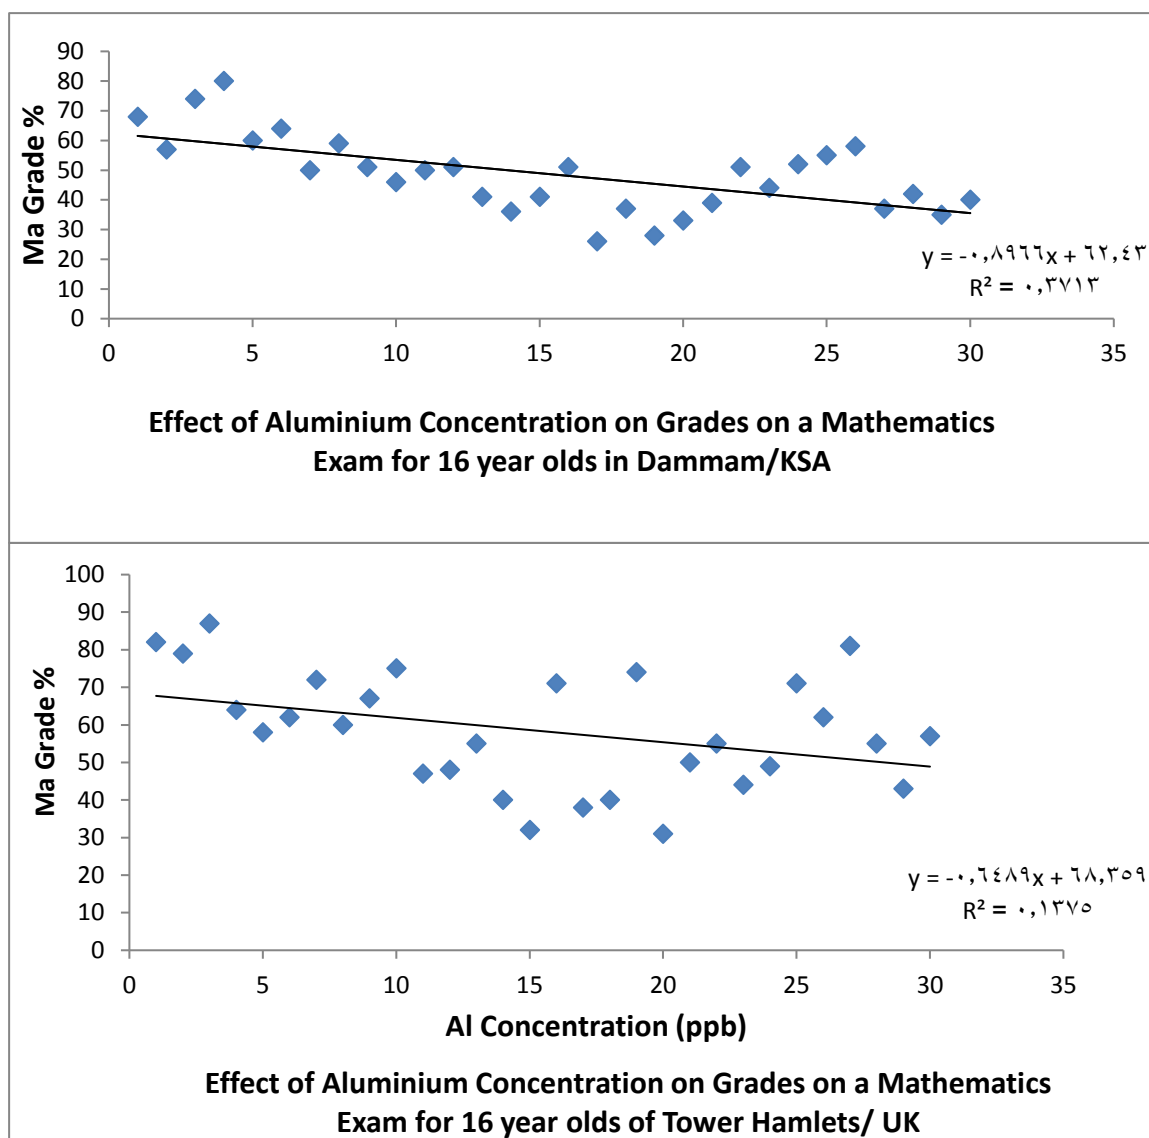 90
80
70
60
50
40
30
20
10
0
Ma Grade %
0 5 10 15 20 25 30 35
y = -٠,٨٩٦٦x + ٦٢,٤٣
R² = ٠,٣٧١٣
Effect of Aluminium Concentration on Grades on a Mathematics
Exam for 16 year olds in Dammam/KSA
100
90
80
70
60
50
40
30
20
10
0
Ma Grade %
0 5 10 15 20 25 30 35
y = -٠,٦٤٨٩x + ٦٨,٣٥٩
R² = ٠,١٣٧٥
Al Concentration (ppb)
Effect of Aluminium Concentration on Grades on a Mathematics
Exam for 16 year olds of Tower Hamlets/ UK